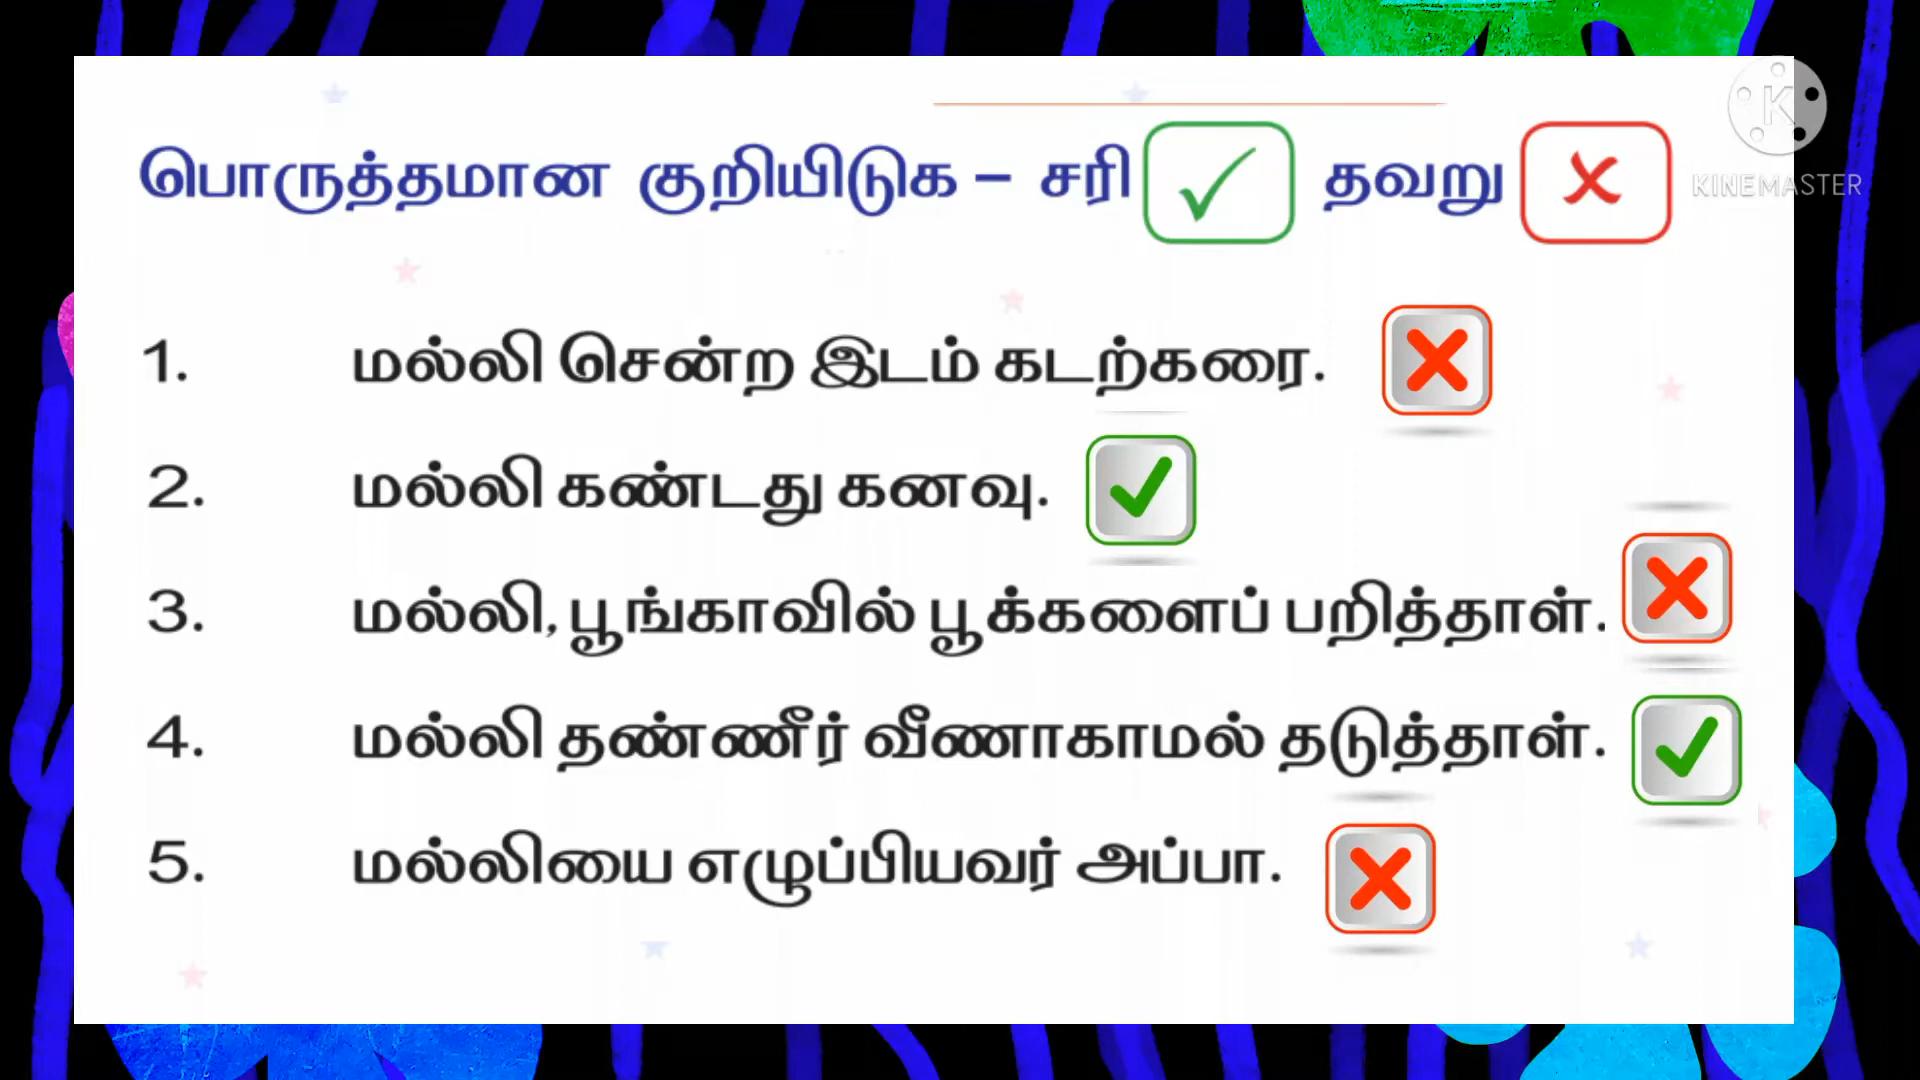 பொருத்தமான குறியிடுக – சரி ✓ தவறு ✗
KINEMASTER
1. மல்லி சென்ற இடம் கடற்கரை. ✗
2. மல்லி கண்டது கனவு. ✓
3. மல்லி, பூங்காவில் பூக்களைப் பறித்தாள். ✗
4. மல்லி தண்ணீர் வீணாகாமல் தடுத்தாள். ✓
5. மல்லியை எழுப்பியவர் அப்பா. ✗